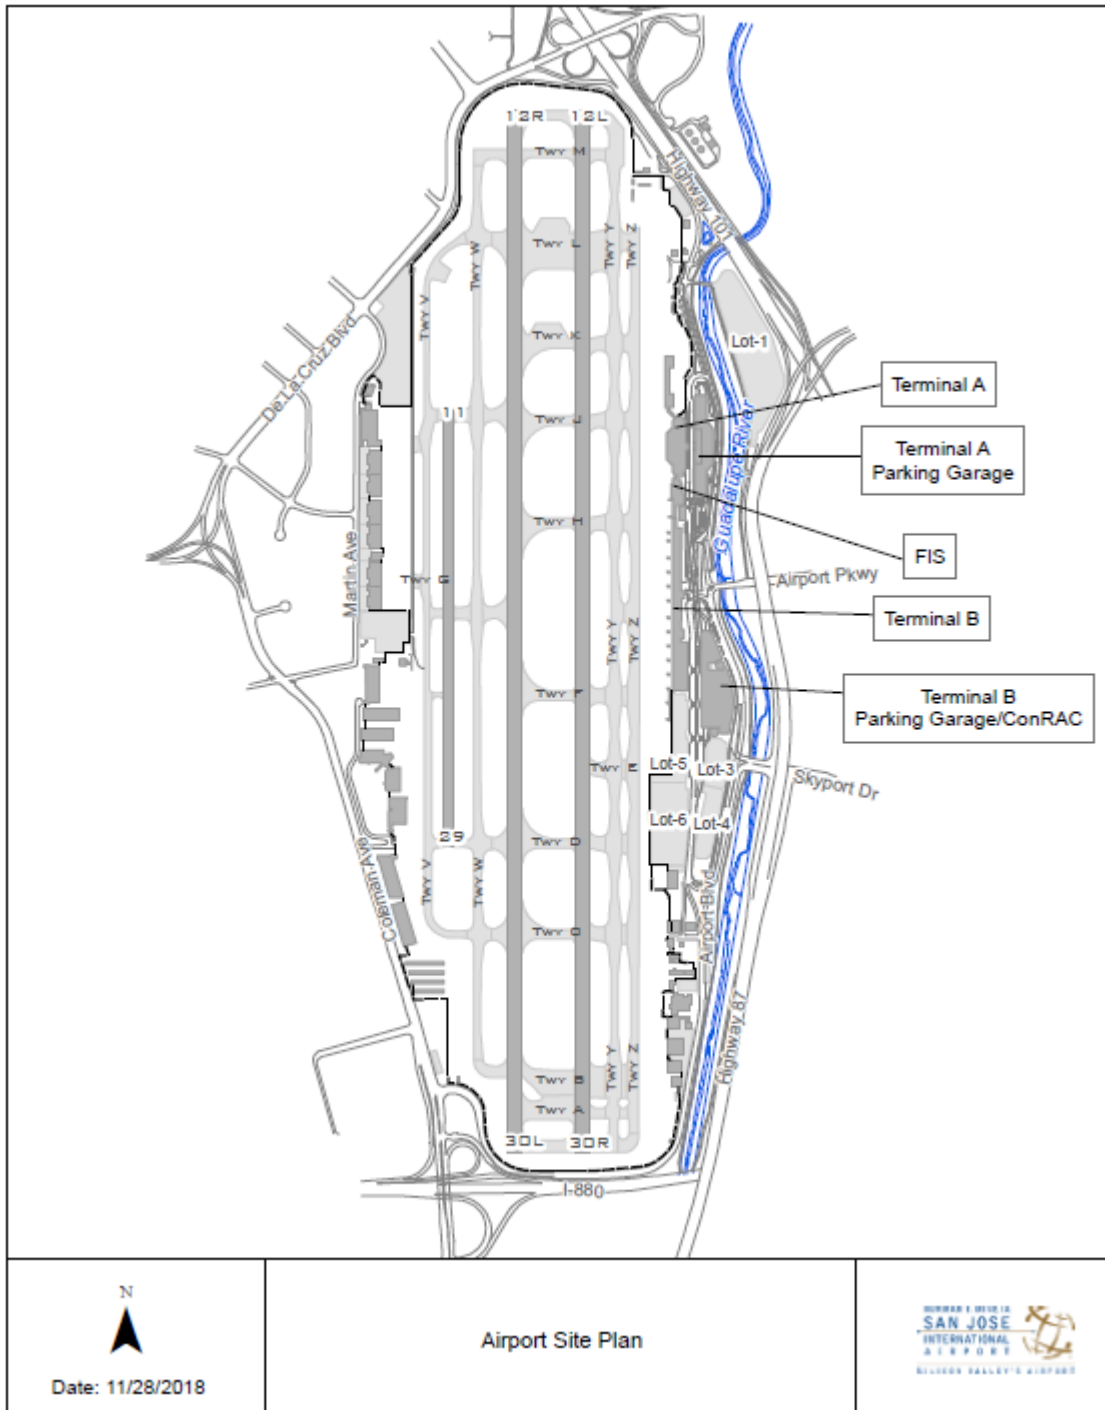 12R
12L
Twy M
Highway 101
Twy L
Twy Y
Twy Z
Twy W
Twy V
Twy K
Lot-1
De La Cruz Blvd
Terminal A
11
Twy J
Terminal A
Parking Garage
Guadalupe River
Twy H
FIS
Martin Ave
Airport Pkwy
Terminal B
Twy Y
Twy Z
Twy F
Terminal B
Parking Garage/ConRAC
Twy E
Lot-5
Lot-3
Skyport Dr
Lot-6
Lot-4
29
Twy D
Coleman Ave
Twy V
Twy W
Airport Blvd
Highway 87
Twy Y
Twy Z
Twy B
Twy A
30L
30R
I-880
N
Date: 11/28/2018
Airport Site Plan
SAN JOSE
INTERNATIONAL
AIRPORT
SILICON VALLEY'S AIRPORT